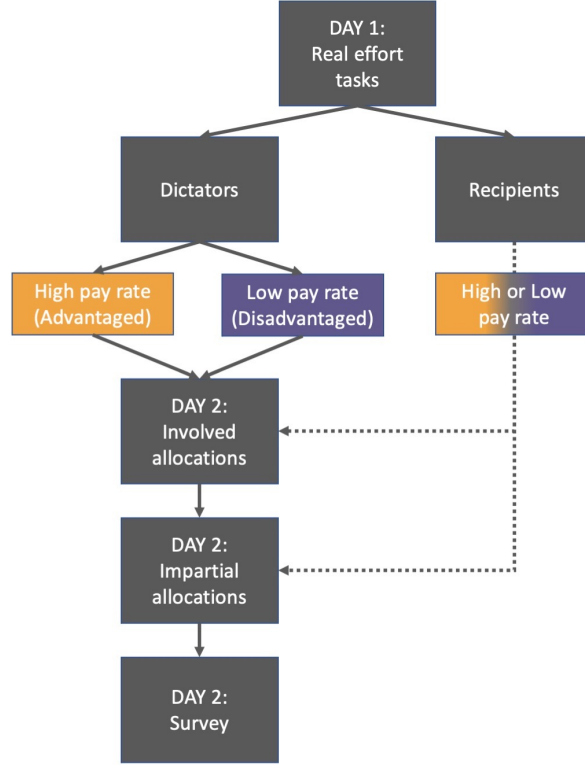 DAY 1:
Real effort
tasks
Dictators
Recipients
High pay rate
(Advantaged)
Low pay rate
(Disadvantaged)
High or Low
pay rate
DAY 2:
Involved
allocations
DAY 2:
Impartial
allocations
DAY 2:
Survey